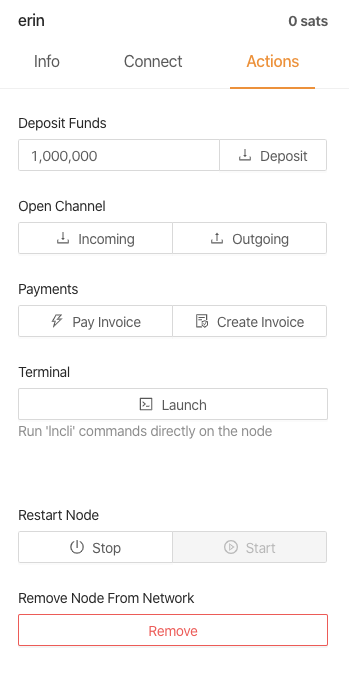 erin
0 sats
Info
Connect
Actions
Deposit Funds
1,000,000
Deposit
Open Channel
Incoming
Outgoing
Payments
Pay Invoice
Create Invoice
Terminal
Launch
Run 'lncli' commands directly on the node
Restart Node
Stop
Start
Remove Node From Network
Remove